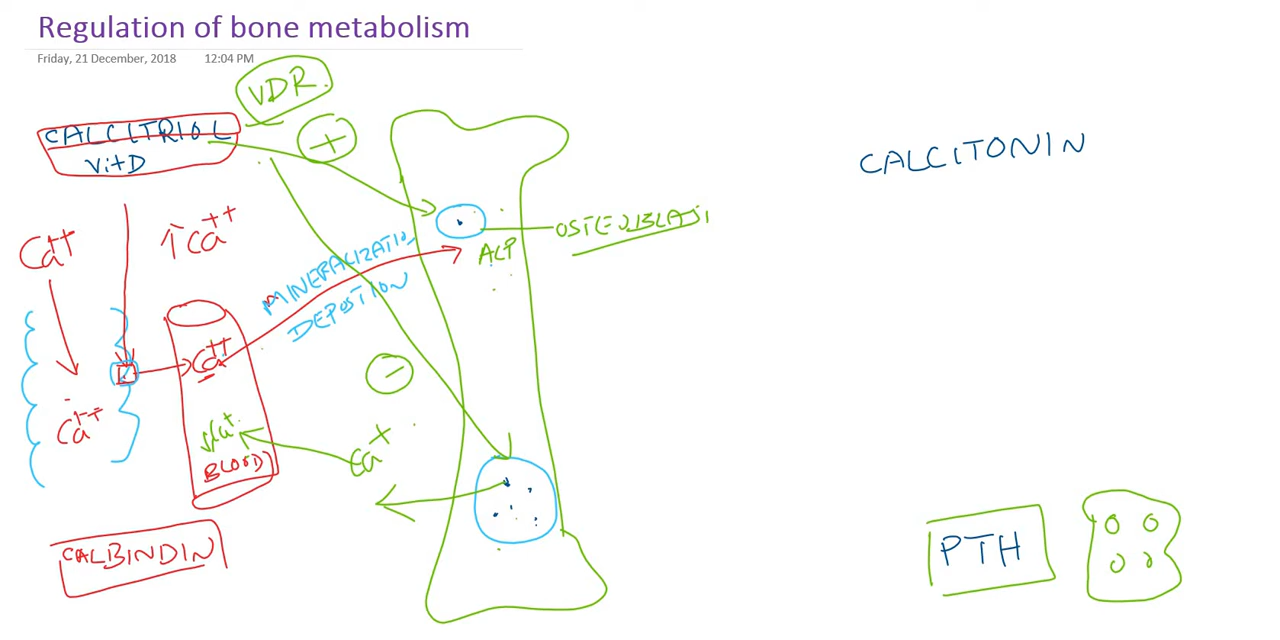 Regulation of bone metabolism
Friday, 21 December, 2018 12:04 PM
VDR.
CALCITRIOL
VitD
+
CALCITONIN
Ca++
↑Ca++
OSTEOBLAST
MINERALIZATION
ALP
DEPOSTION
Ca++
-
Ca++
Ca+
BLOOD
CALBINDIN
PTH